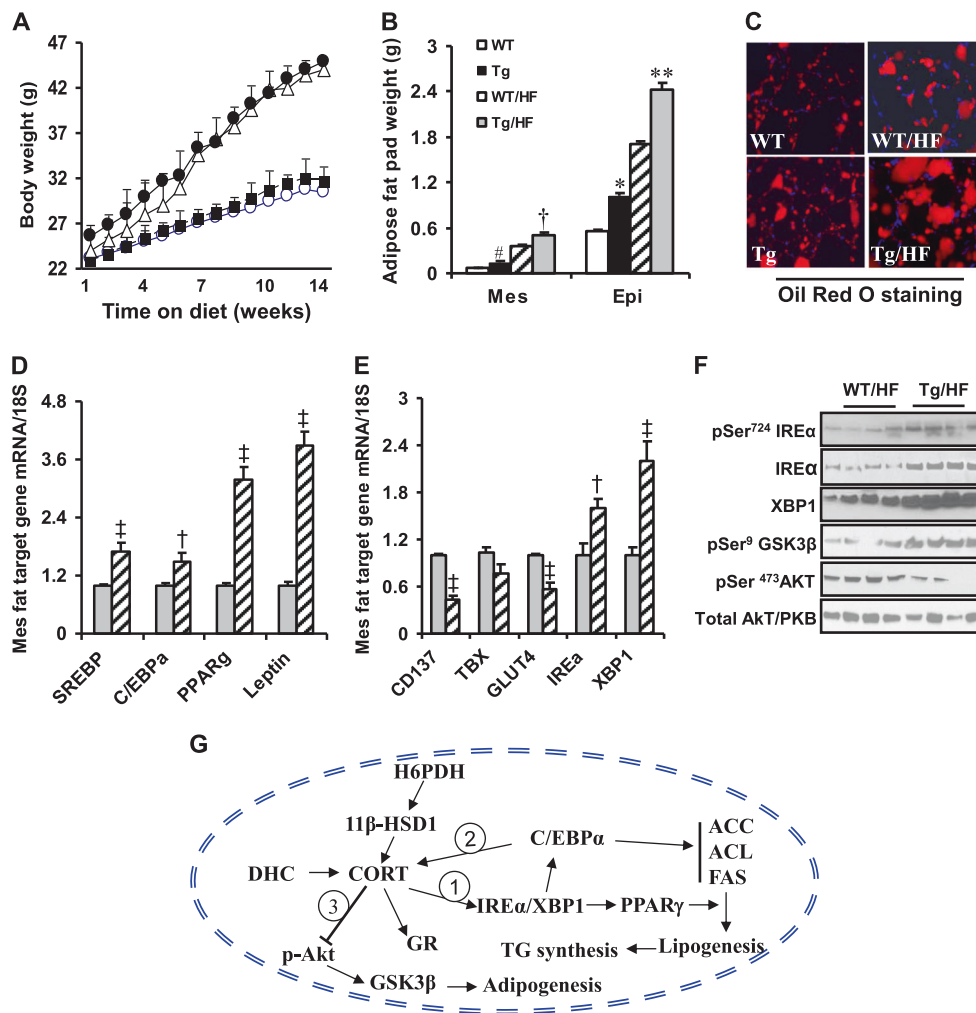 A
47
42
37
32
27
22
Body weight (g)
1 4 7 10 14
Time on diet (weeks)
B
3
2.4
1.8
1.2
0.6
0
Adipose fat pad weight (g)
WT
Tg
WT/HF
Tg/HF
#
†
*
**
Mes Epi
C
WT
WT/HF
Tg
Tg/HF
Oil Red O staining
D
4.8
3.6
2.4
1.2
0
Mes fat target gene mRNA/18S
‡
†
‡
‡
SREBP
C/EBPa
PPARg
Leptin
E
3
2.4
1.8
1.2
0.6
0
Mes fat target gene mRNA/18S
‡
‡
†
‡
CD137
TBX
GLUT4
IREa
XBP1
F
WT/HF Tg/HF
pSer724 IREα
IREα
XBP1
pSer9 GSK3β
pSer 473AKT
Total AkT/PKB
G
H6PDH
11β-HSD1
DHC
CORT
2
C/EBPα
ACC
ACL
FAS
1
3
IREα/XBP1
PPARγ
p-Akt
GR
TG synthesis
Lipogenesis
GSK3β
Adipogenesis